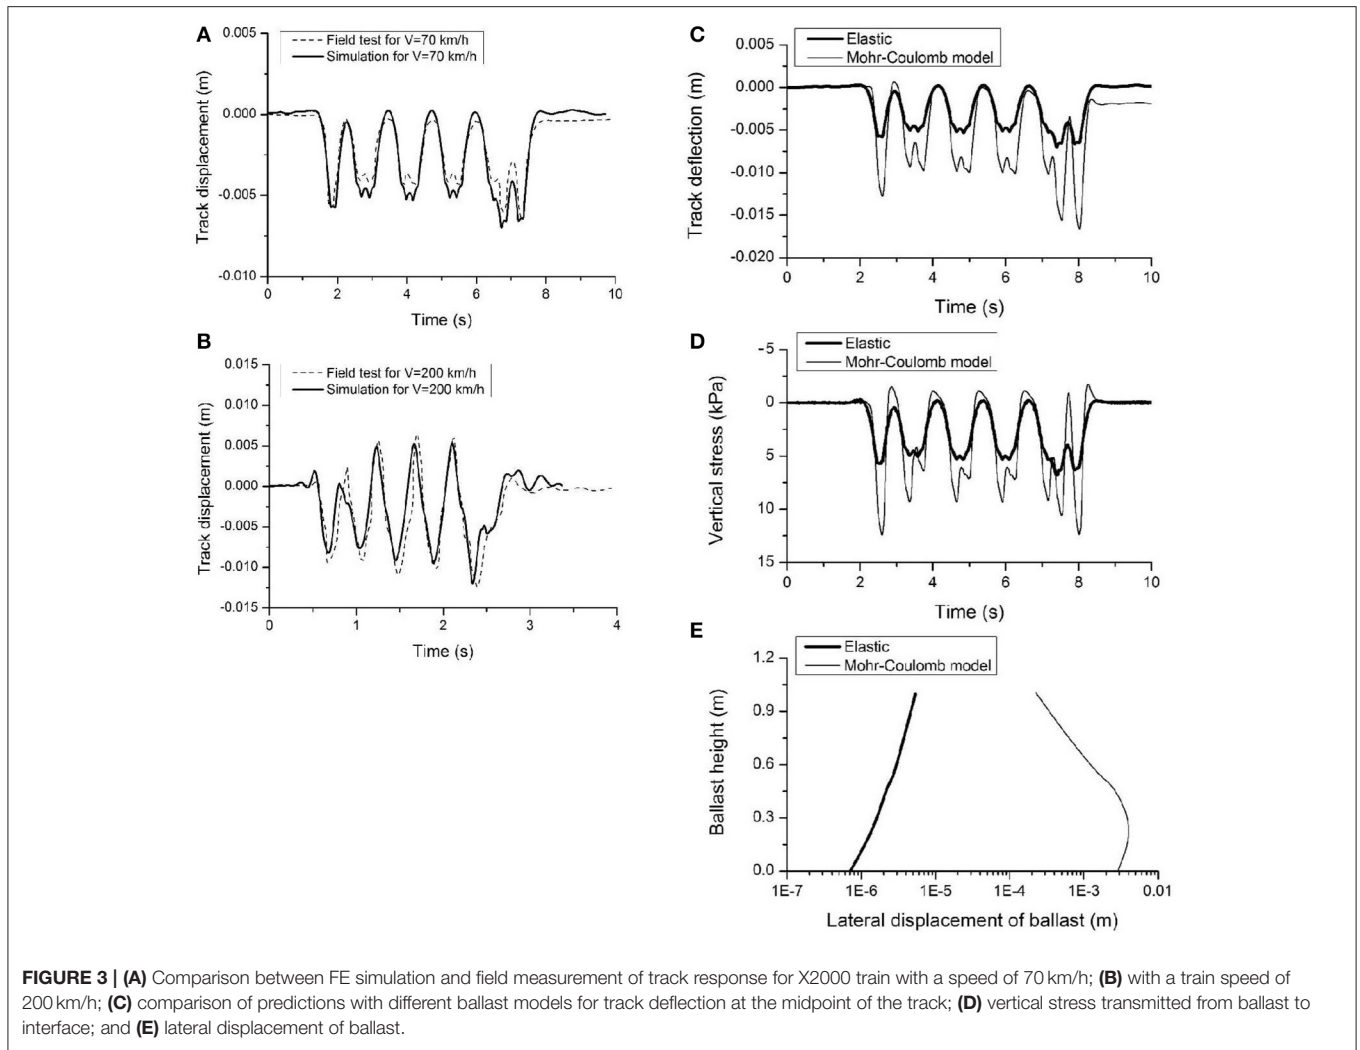 A
0.005
Field test for V=70 km/h
Simulation for V=70 km/h
0.000
-0.005
-0.010
Track displacement (m)
0 2 4 6 8 10
Time (s)
B
0.015
Field test for V=200 km/h
Simulation for V=200 km/h
0.010
0.005
0.000
-0.005
-0.010
-0.015
Track displacement (m)
0 1 2 3 4
Time (s)
C
0.005
Elastic
Mohr-Coulomb model
0.000
-0.005
-0.010
-0.015
-0.020
Track deflection (m)
0 2 4 6 8 10
Time (s)
D
Elastic
Mohr-Coulomb model
-5
0
5
10
15
Vertical stress (kPa)
0 2 4 6 8 10
Time (s)
E
Elastic
Mohr-Coulomb model
1.2
0.9
0.6
0.3
0.0
Ballast height (m)
1E-7 1E-6 1E-5 1E-4 1E-3 0.01
Lateral displacement of ballast (m)
FIGURE 3 | (A) Comparison between FE simulation and field measurement of track response for X2000 train with a speed of 70 km/h; (B) with a train speed of
200 km/h; (C) comparison of predictions with different ballast models for track deflection at the midpoint of the track; (D) vertical stress transmitted from ballast to
interface; and (E) lateral displacement of ballast.